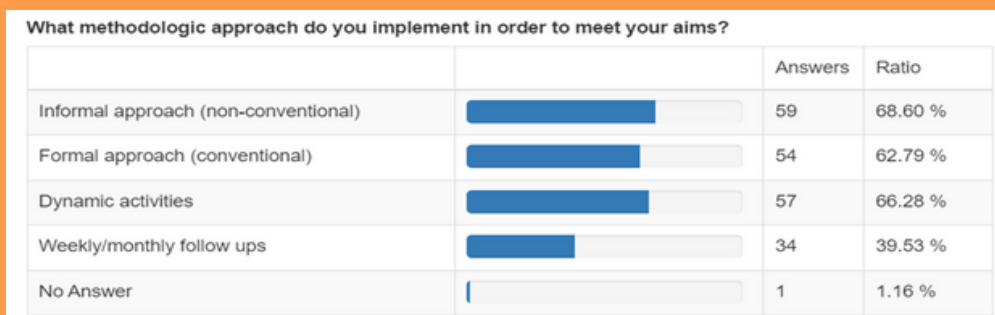 What methodologic approach do you implement in order to meet your aims?
Answers Ratio
Informal approach (non-conventional) 59 68.60 %
Formal approach (conventional) 54 62.79 %
Dynamic activities 57 66.28 %
Weekly/monthly follow ups 34 39.53 %
No Answer 1 1.16 %